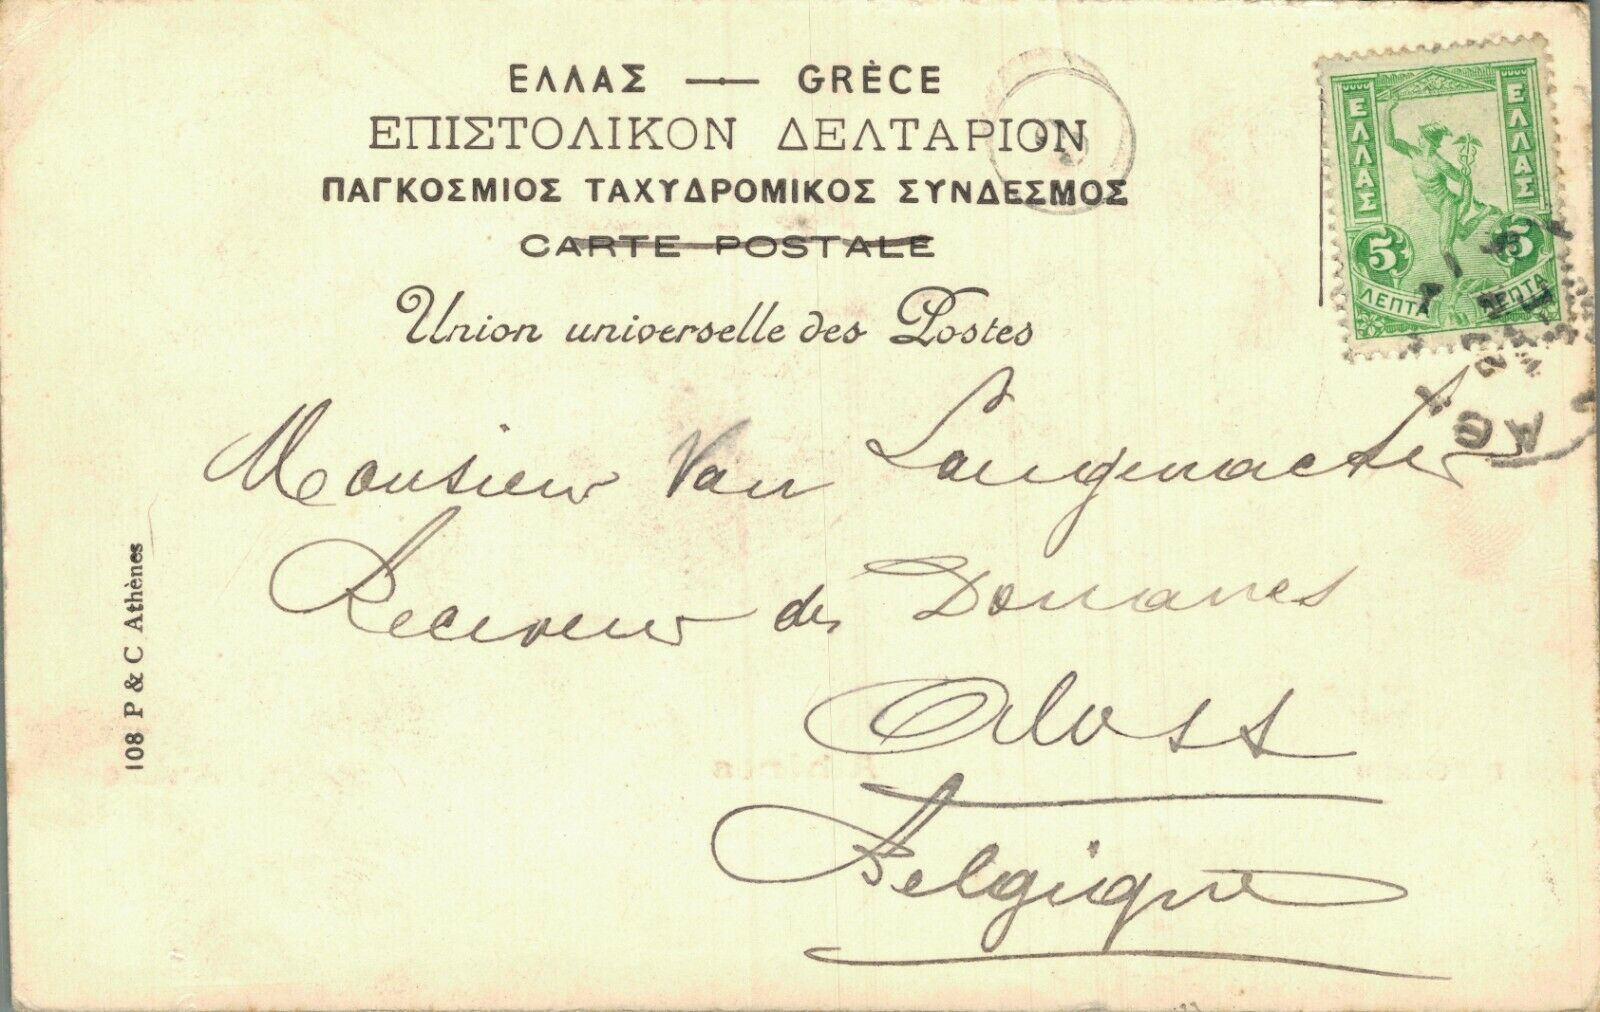 ΕΛΛΑΣ — GRÈCE
ΕΠΙΣΤΟΛΙΚΟΝ ΔΕΛΤΑΡΙΟΝ
ΠΑΓΚΟΣΜΙΟΣ ΤΑΧΥΔΡΟΜΙΚΟΣ ΣΥΝΔΕΣΜΟΣ
CARTE POSTALE
Union universelle des Postes
ΕΛΛΑΣ
ΕΛΛΑΣ
5
5
ΛΕΠΤΑ
ΛΕΠΤΑ
Monsieur Van Langenacker
Receveur des Douanes
Alost
Belgique
108 P & C Athènes